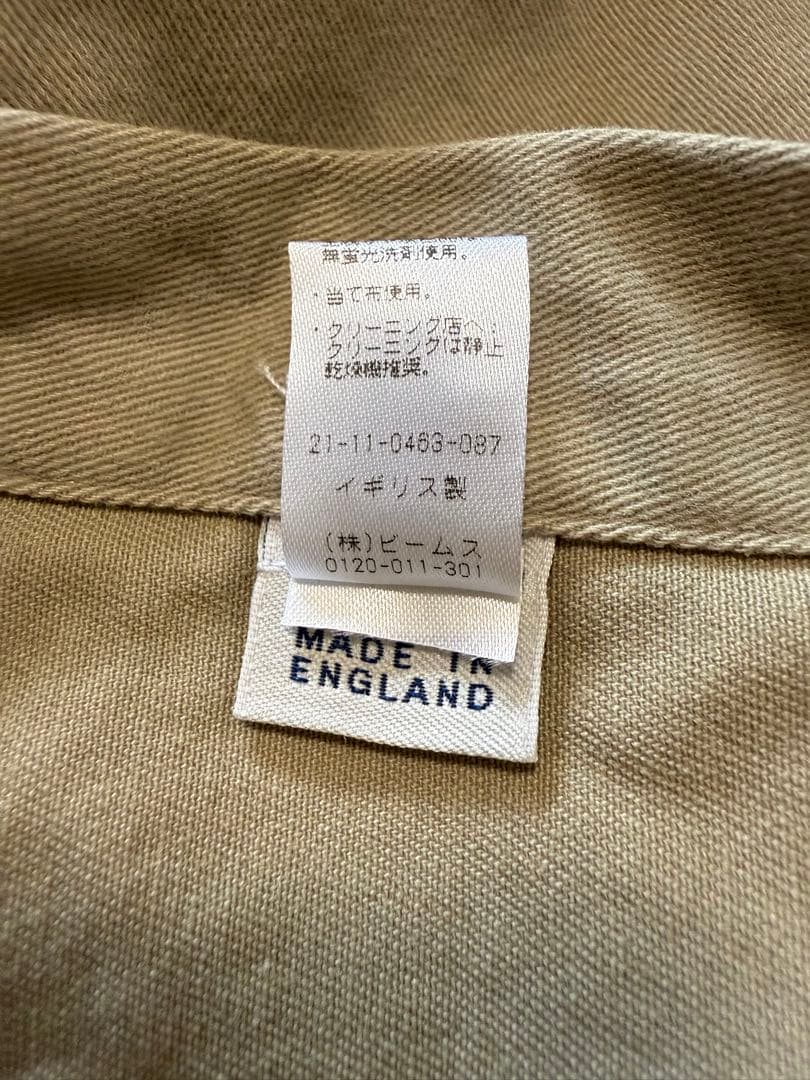 無蛍光洗剤使用。
・当て布使用。
・クリーニング店へ:
クリーニングは静止
乾燥機推奨。
21-11-0463-087
イギリス製
(株)ビームス
0120-011-301
MADE IN
ENGLAND